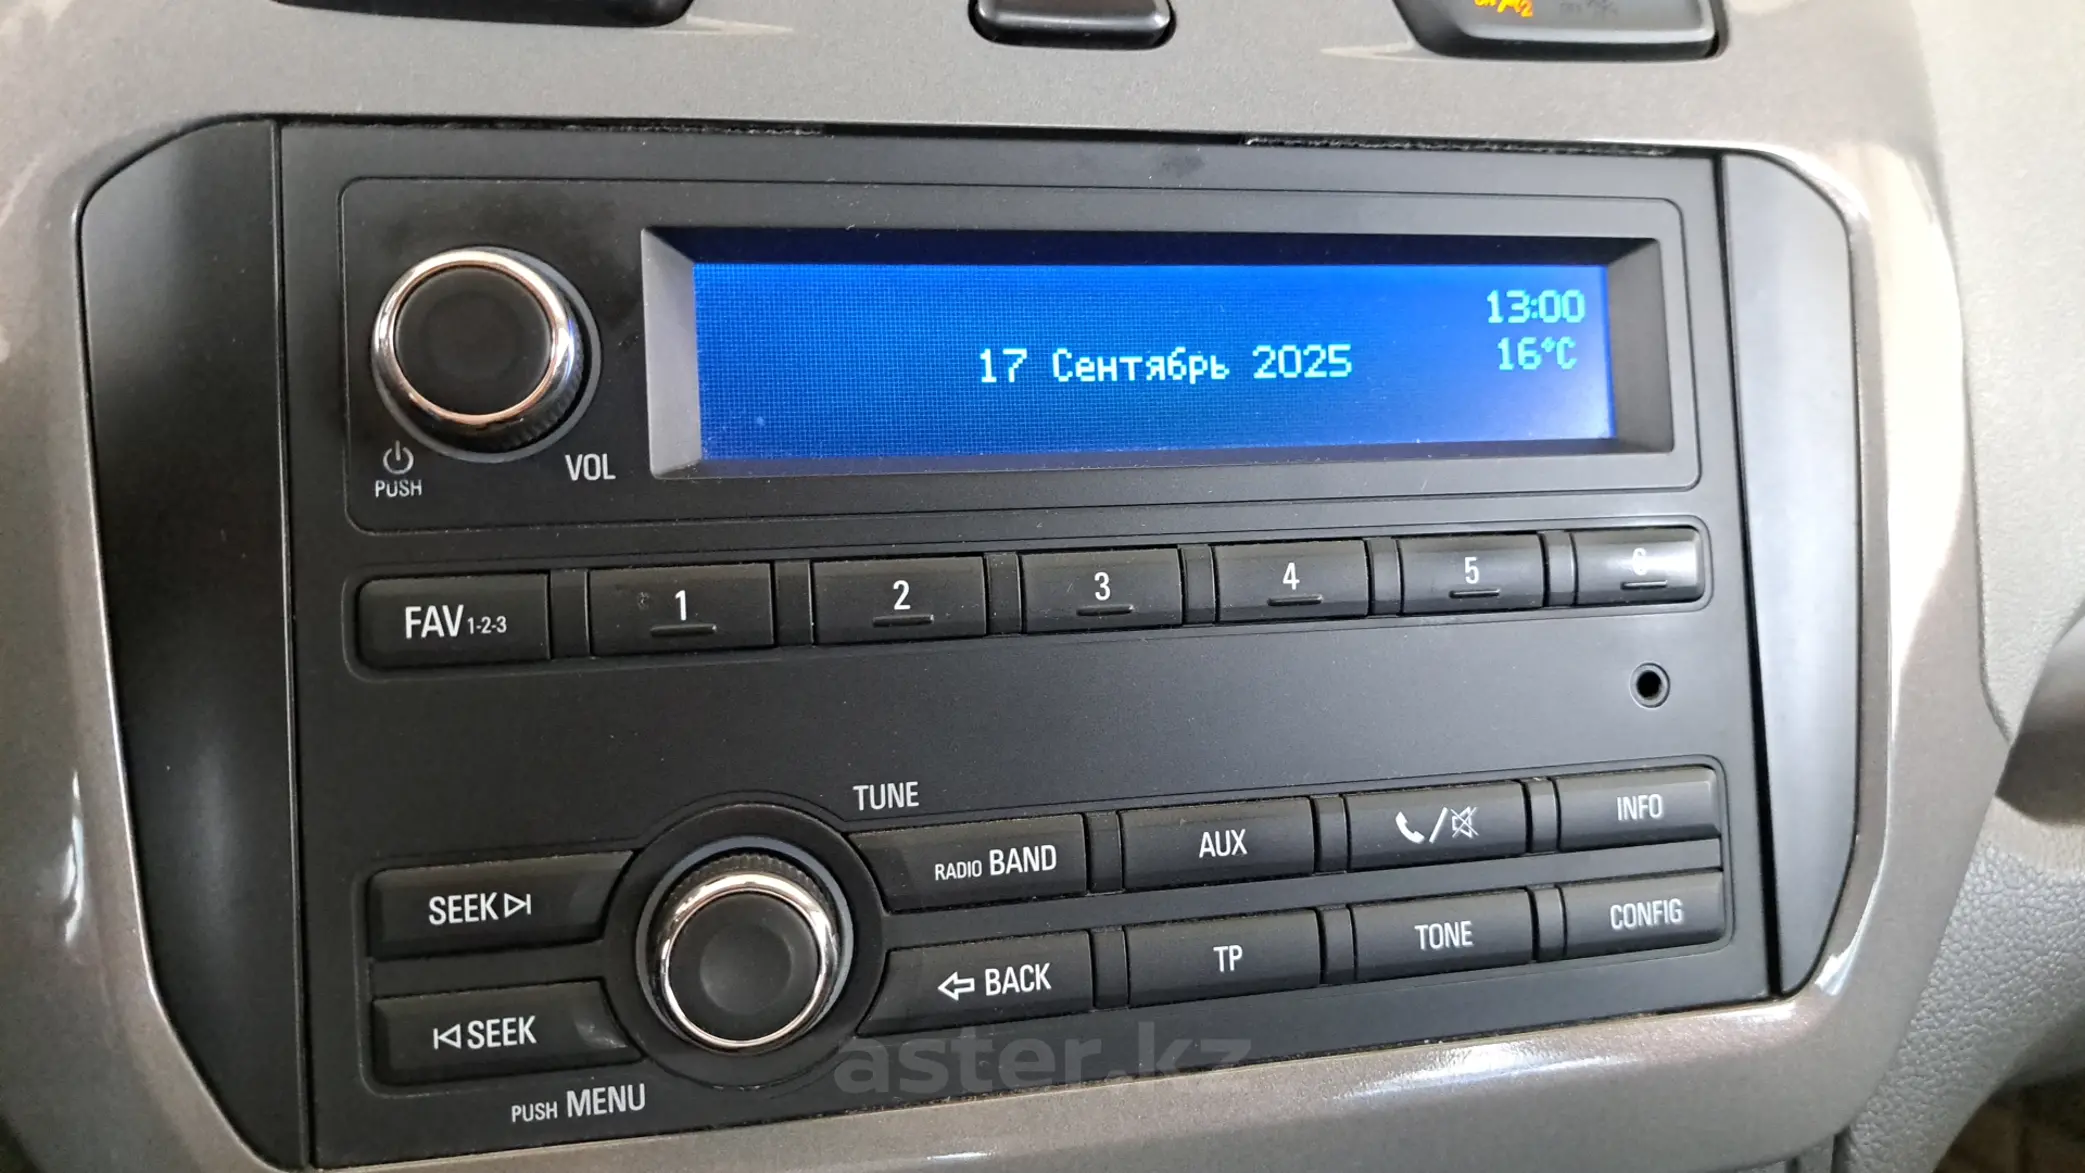 13:00
17 Сентябрь 2025
16°C
PUSH
VOL
FAV 1-2-3
1
2
3
4
5
6
TUNE
SEEK
RADIO BAND
AUX
/
INFO
SEEK
BACK
TP
TONE
CONFIG
PUSH MENU
aster.kz